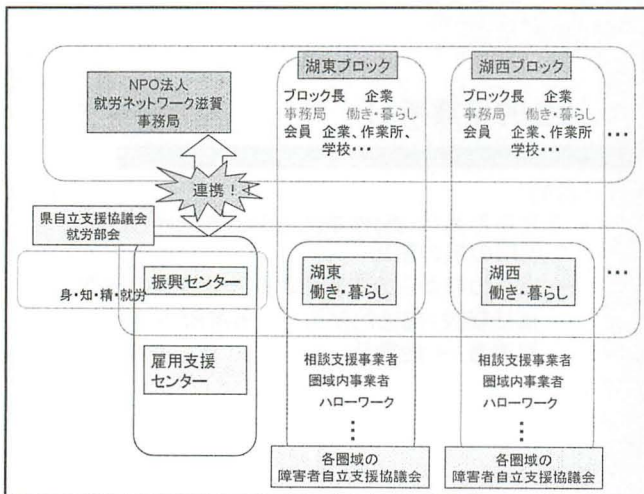 NPO法人
就労ネットワーク滋賀
事務局
連携!
県自立支援協議会
就労部会
振興センター
身・知・精・就労
雇用支援
センター
湖東ブロック
ブロック長 企業
事務局 働き・暮らし
会員 企業、作業所、
学校・・・
湖東
働き・暮らし
相談支援事業者
圏域内事業者
ハローワーク
各圏域の
障害者自立支援協議会
湖西ブロック
ブロック長 企業
事務局 働き・暮らし
会員 企業、作業所
学校・・・
湖西
働き・暮らし
相談支援事業者
圏域内事業者
ハローワーク
各圏域の
障害者自立支援協議会